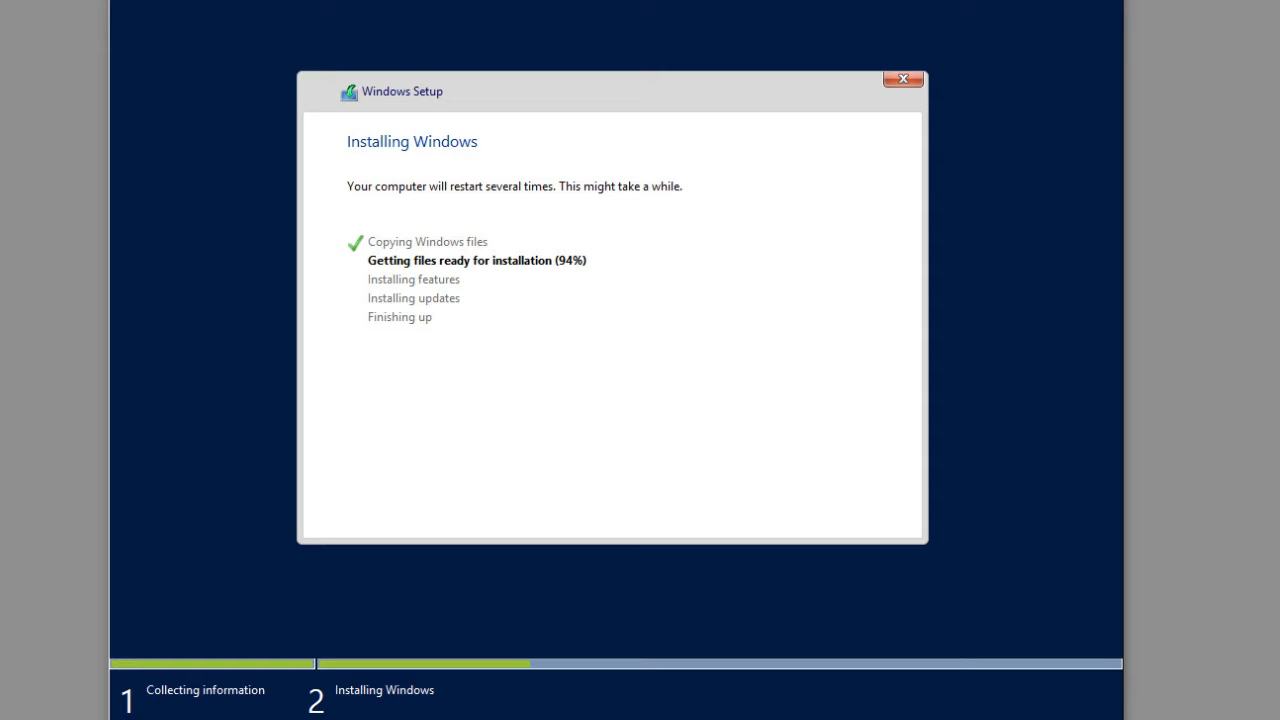 Windows Setup
Installing Windows
Your computer will restart several times. This might take a while.
Copying Windows files
Getting files ready for installation (94%)
Installing features
Installing updates
Finishing up
1 Collecting information
2 Installing Windows